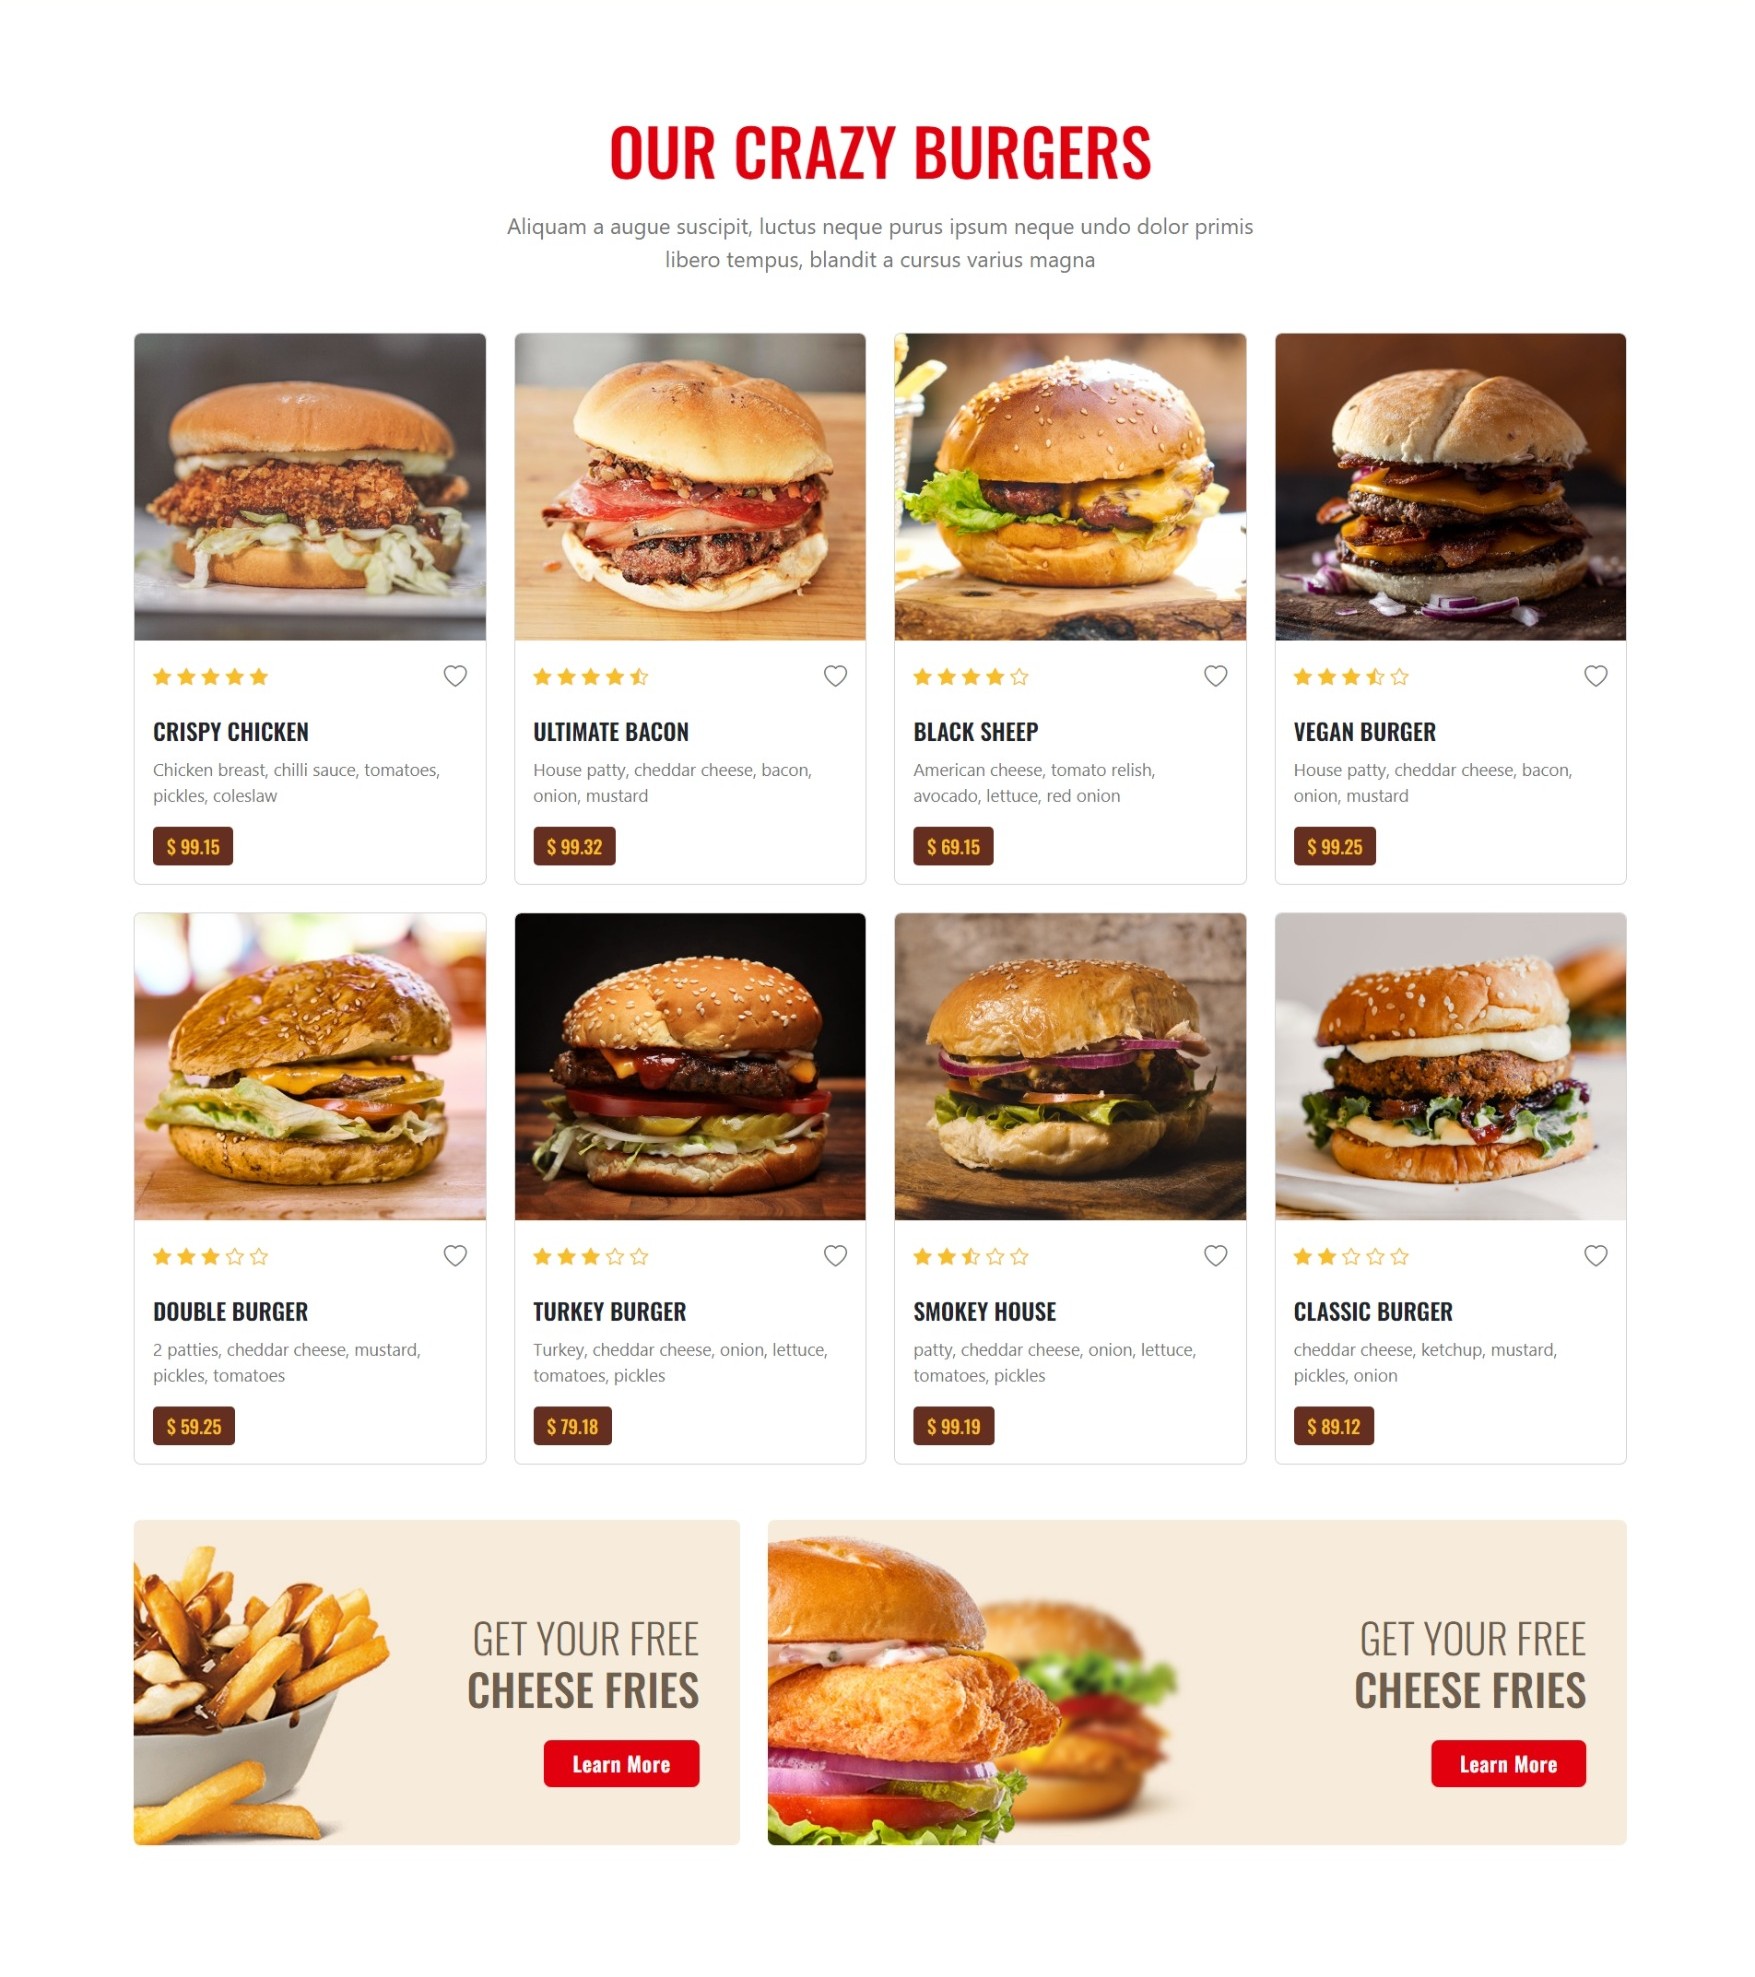 OUR CRAZY BURGERS
Aliquam a augue suscipit, luctus neque purus ipsum neque undo dolor primis
libero tempus, blandit a cursus varius magna
CRISPY CHICKEN
Chicken breast, chilli sauce, tomatoes,
pickles, coleslaw
$ 99.15
ULTIMATE BACON
House patty, cheddar cheese, bacon,
onion, mustard
$ 99.32
BLACK SHEEP
American cheese, tomato relish,
avocado, lettuce, red onion
$ 69.15
VEGAN BURGER
House patty, cheddar cheese, bacon,
onion, mustard
$ 99.25
DOUBLE BURGER
2 patties, cheddar cheese, mustard,
pickles, tomatoes
$ 59.25
TURKEY BURGER
Turkey, cheddar cheese, onion, lettuce,
tomatoes, pickles
$ 79.18
SMOKEY HOUSE
patty, cheddar cheese, onion, lettuce,
tomatoes, pickles
$ 99.19
CLASSIC BURGER
cheddar cheese, ketchup, mustard,
pickles, onion
$ 89.12
GET YOUR FREE
CHEESE FRIES
Learn More
GET YOUR FREE
CHEESE FRIES
Learn More